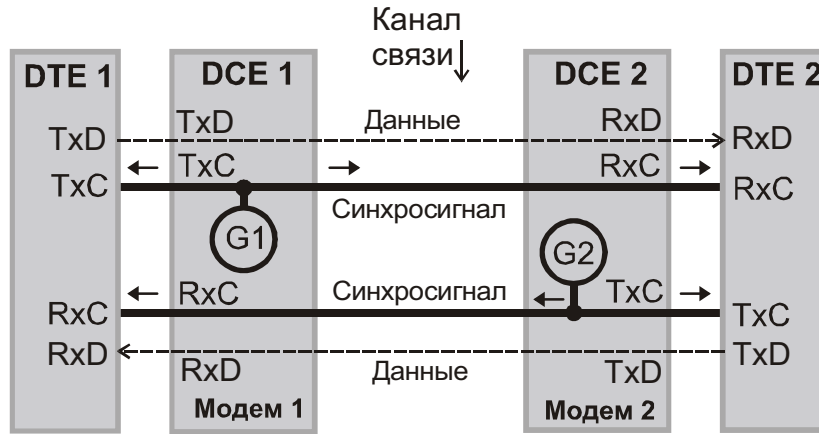 Канал
связи
DTE 1
DCE 1
DCE 2
DTE 2
TxD
TxD
Данные
RxD
RxD
TxC
TxC
RxC
RxC
Синхросигнал
G1
G2
RxC
RxC
Синхросигнал
TxC
TxC
RxD
RxD
Данные
TxD
TxD
Модем 1
Модем 2